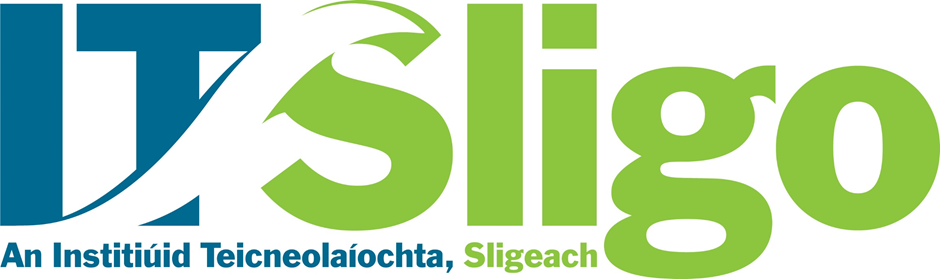 IT Sligo
An Institiúid Teicneolaíochta, Sligeach